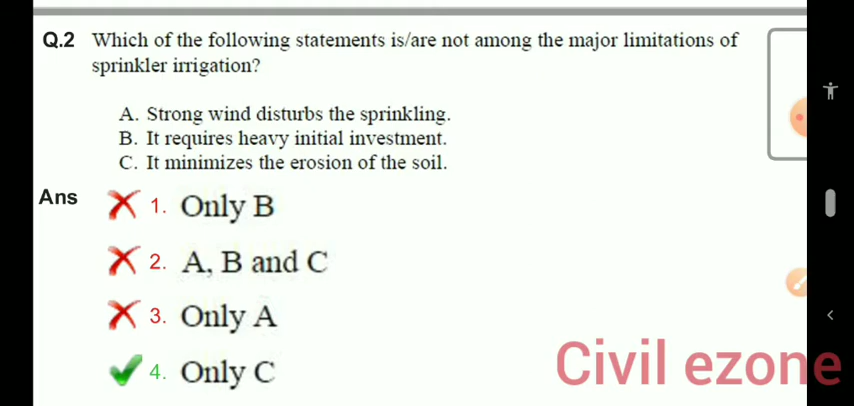 Q.2 Which of the following statements is/are not among the major limitations of
sprinkler irrigation?
A. Strong wind disturbs the sprinkling.
B. It requires heavy initial investment.
C. It minimizes the erosion of the soil.
Ans 1. Only B
2. A, B and C
3. Only A
4. Only C
Civil ezone